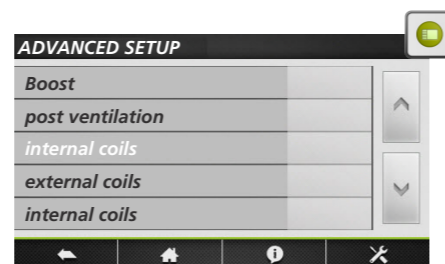 ADVANCED SETUP
Boost
post ventilation
internal coils
external coils
internal coils